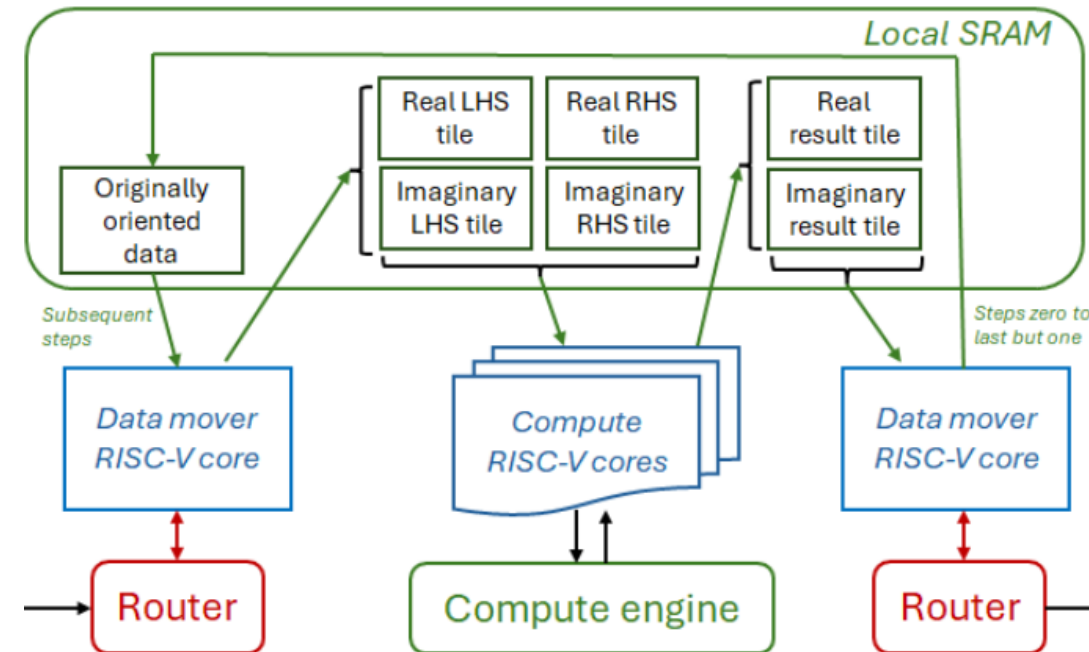 Local SRAM
Real LHS
tile
Real RHS
tile
Real
result tile
Originally
oriented
data
Imaginary
LHS tile
Imaginary
RHS tile
Imaginary
result tile
Subsequent
steps
Steps zero to
last but one
Data mover
RISC-V core
Compute
RISC-V cores
Data mover
RISC-V core
Router
Compute engine
Router